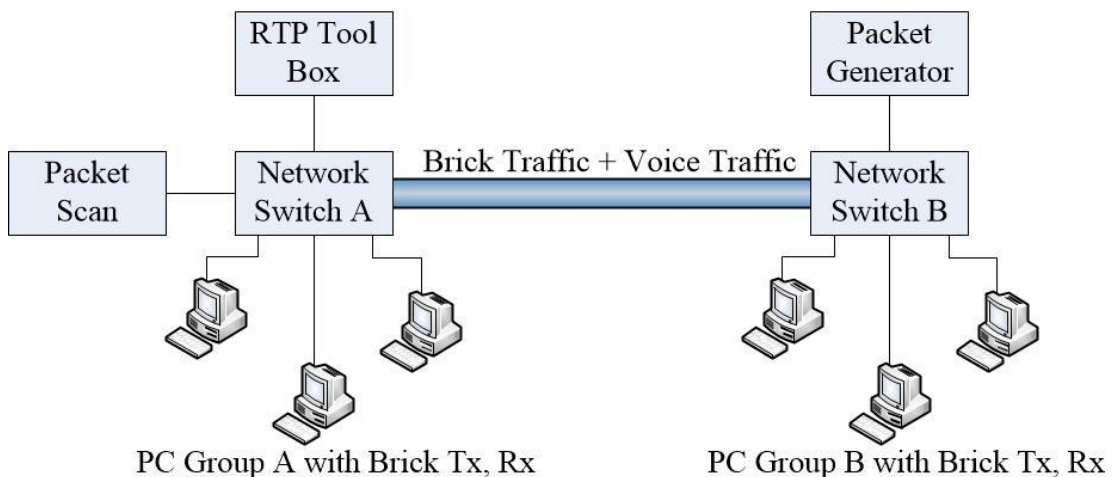 RTP Tool
Box
Packet
Generator
Packet
Scan
Network
Switch A
Brick Traffic + Voice Traffic
Network
Switch B
PC Group A with Brick Tx, Rx
PC Group B with Brick Tx, Rx